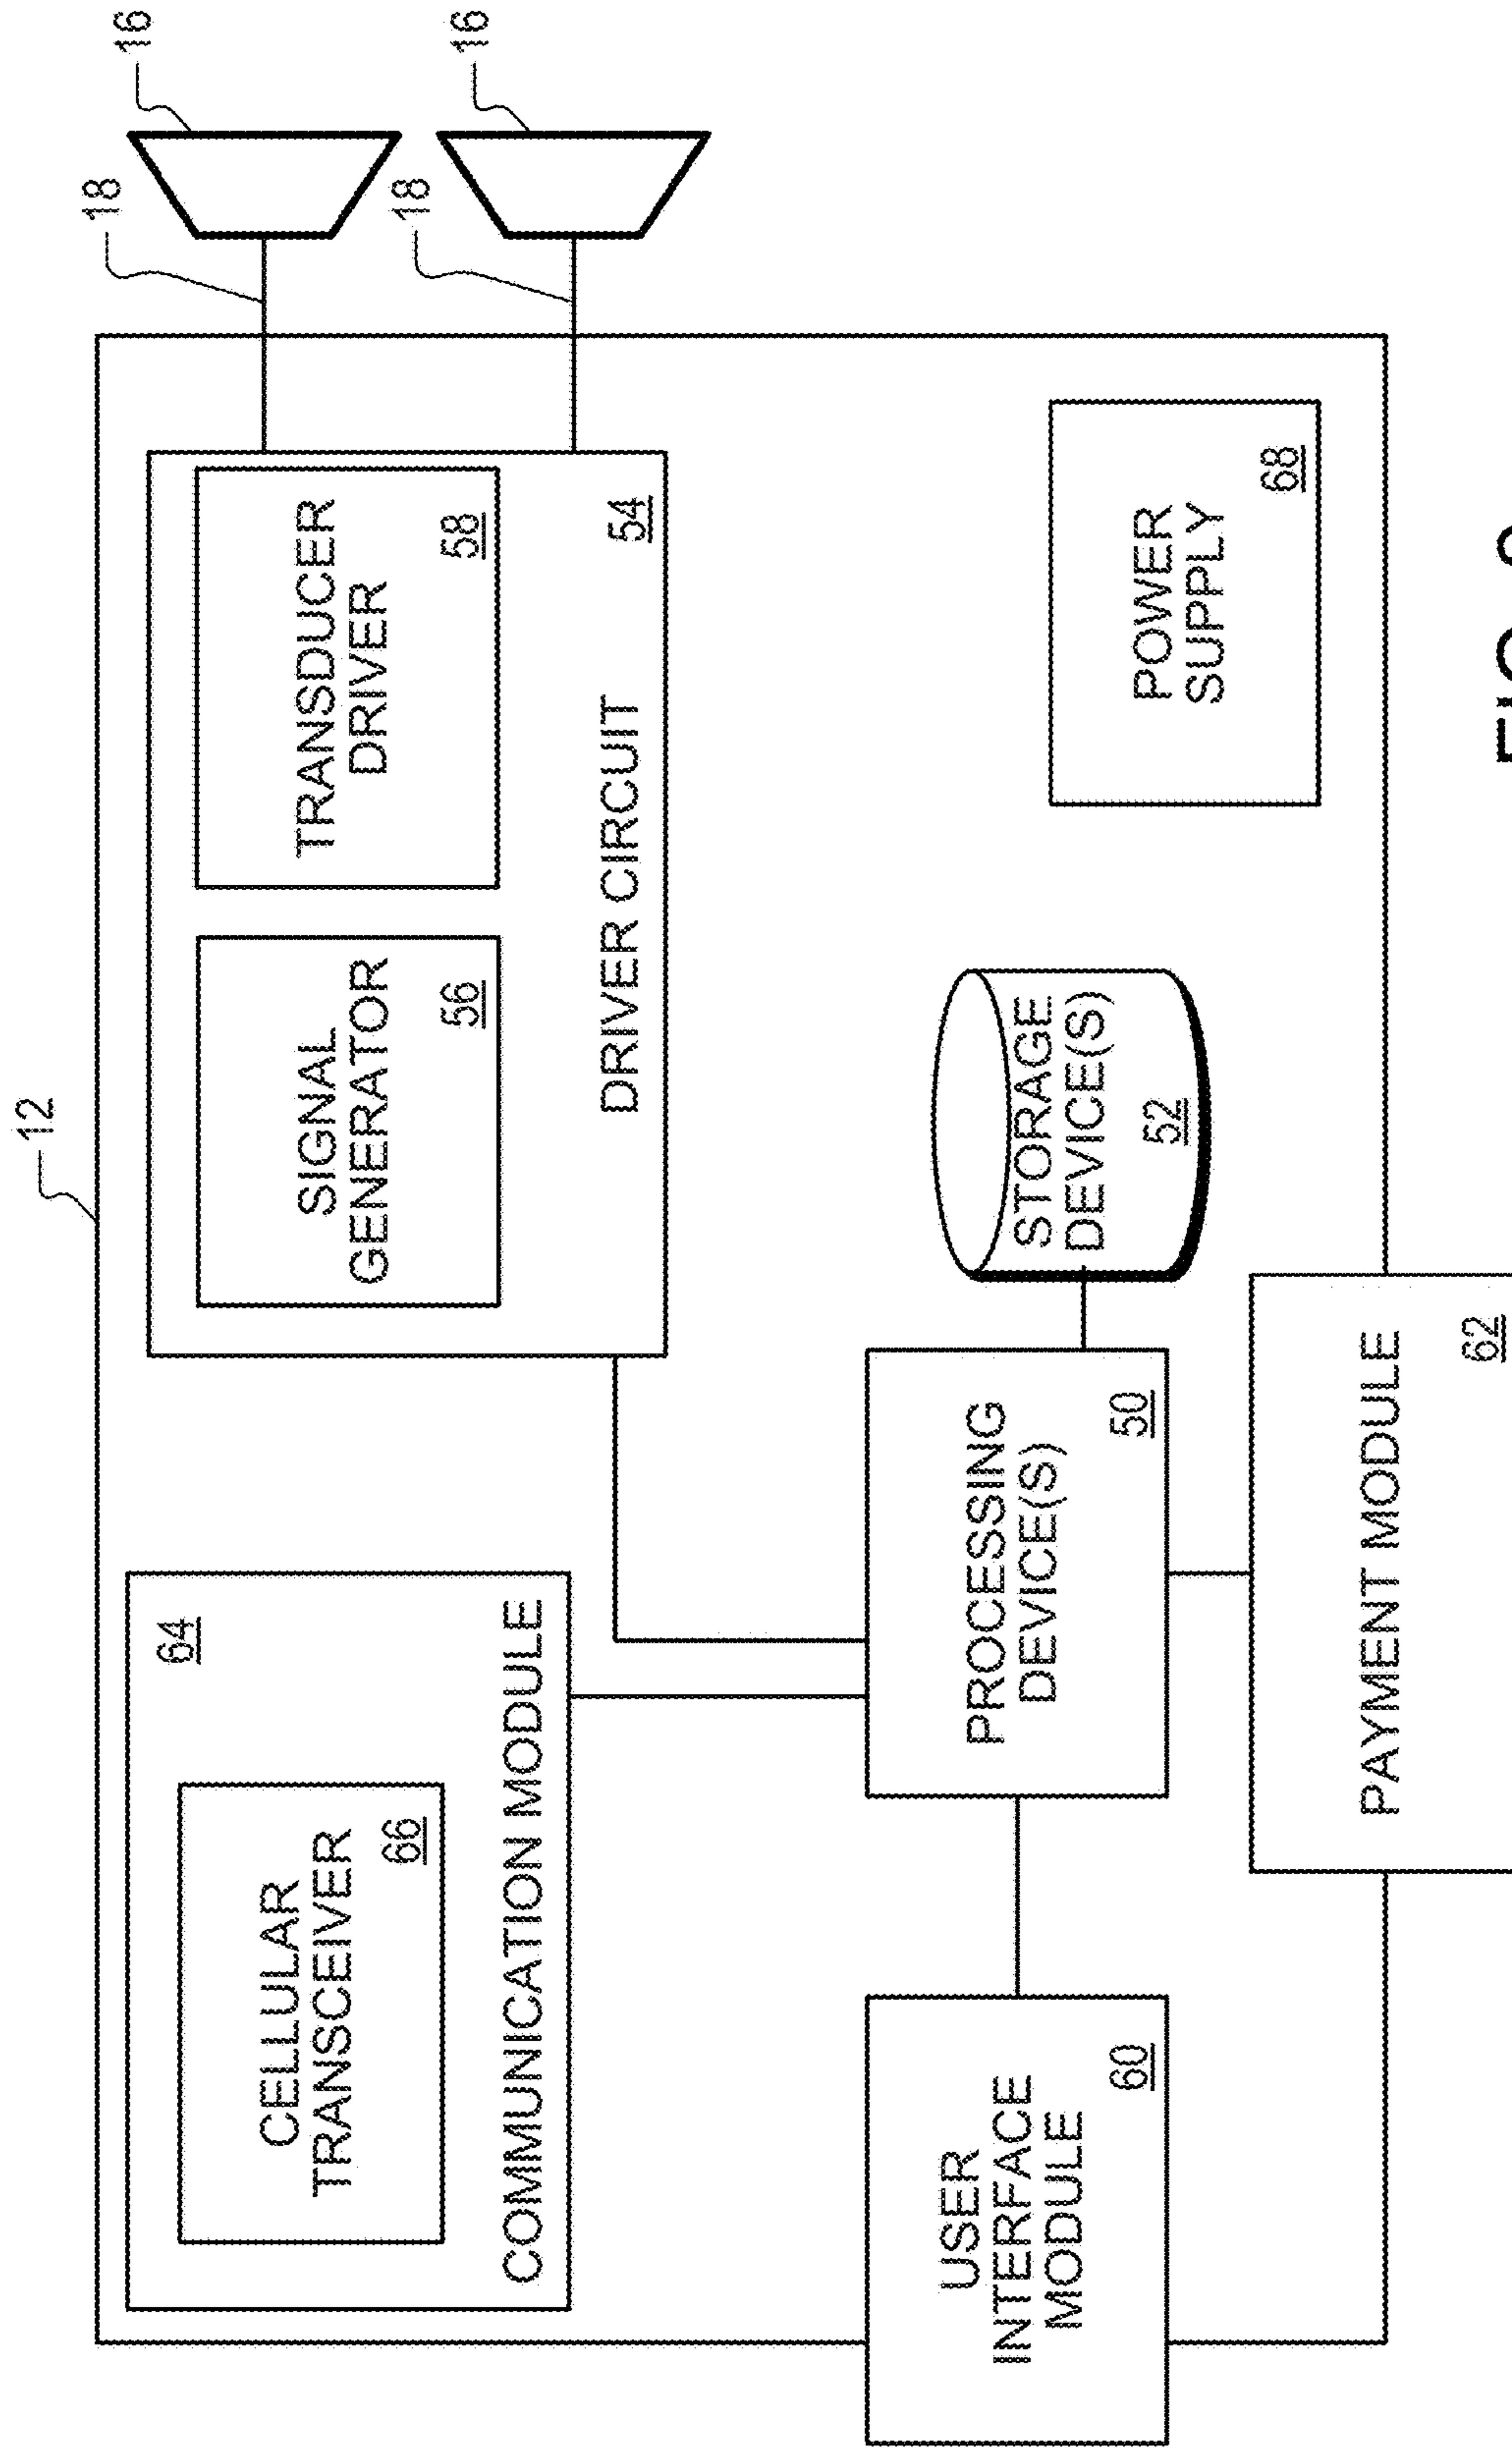 12
64
CELLULAR
TRANSCEIVER
66
COMMUNICATION MODULE
SIGNAL
GENERATOR
56
TRANSDUCER
DRIVER
58
DRIVER CIRCUIT
54
18
16
18
16
USER
INTERFACE
MODULE
60
PROCESSING
DEVICE(S)
50
STORAGE
DEVICE(S)
52
POWER
SUPPLY
68
PAYMENT MODULE
62